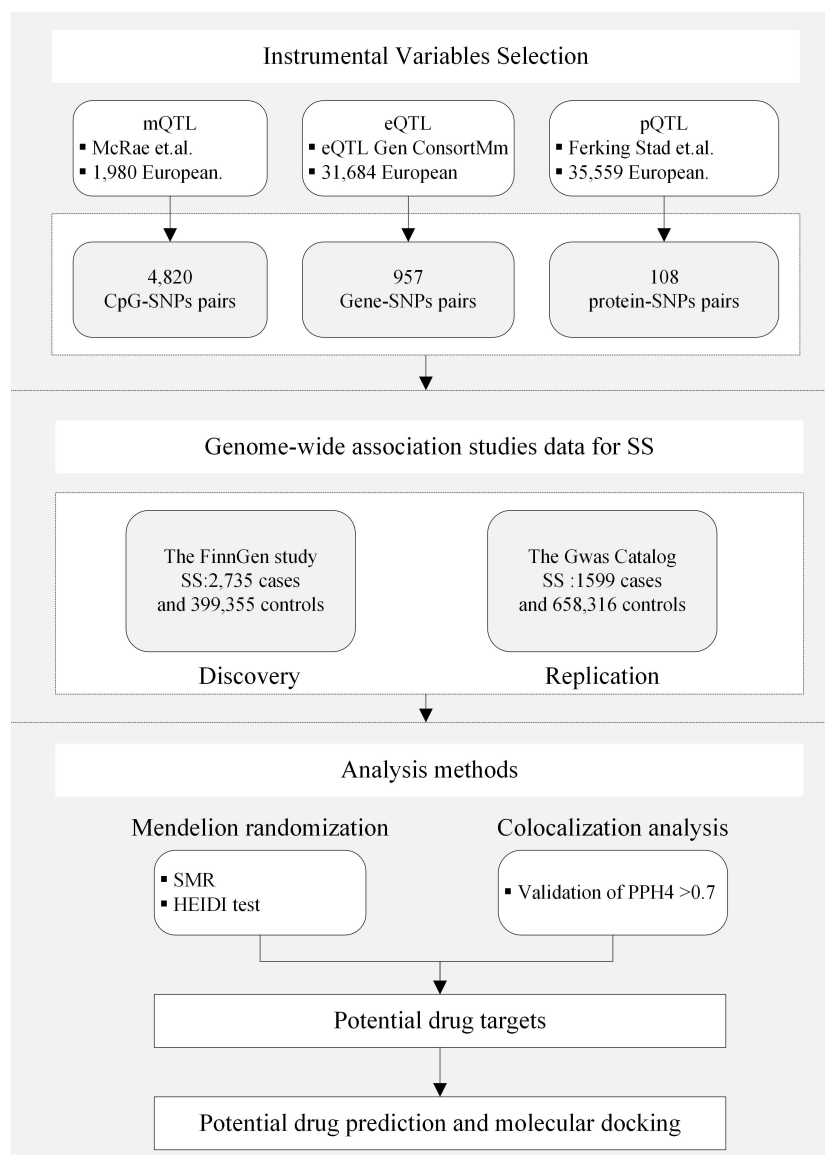 Instrumental Variables Selection
mQTL
▪ McRae et.al.
▪ 1,980 European.
eQTL
▪ eQTL Gen ConsortMm
▪ 31,684 European
pQTL
▪ Ferking Stad et.al.
▪ 35,559 European.
4,820
CpG-SNPs pairs
957
Gene-SNPs pairs
108
protein-SNPs pairs
Genome-wide association studies data for SS
The FinnGen study
SS:2,735 cases
and 399,355 controls
Discovery
The Gwas Catalog
SS :1599 cases
and 658,316 controls
Replication
Analysis methods
Mendelion randomization
▪ SMR
▪ HEIDI test
Colocalization analysis
▪ Validation of PPH4 >0.7
Potential drug targets
Potential drug prediction and molecular docking